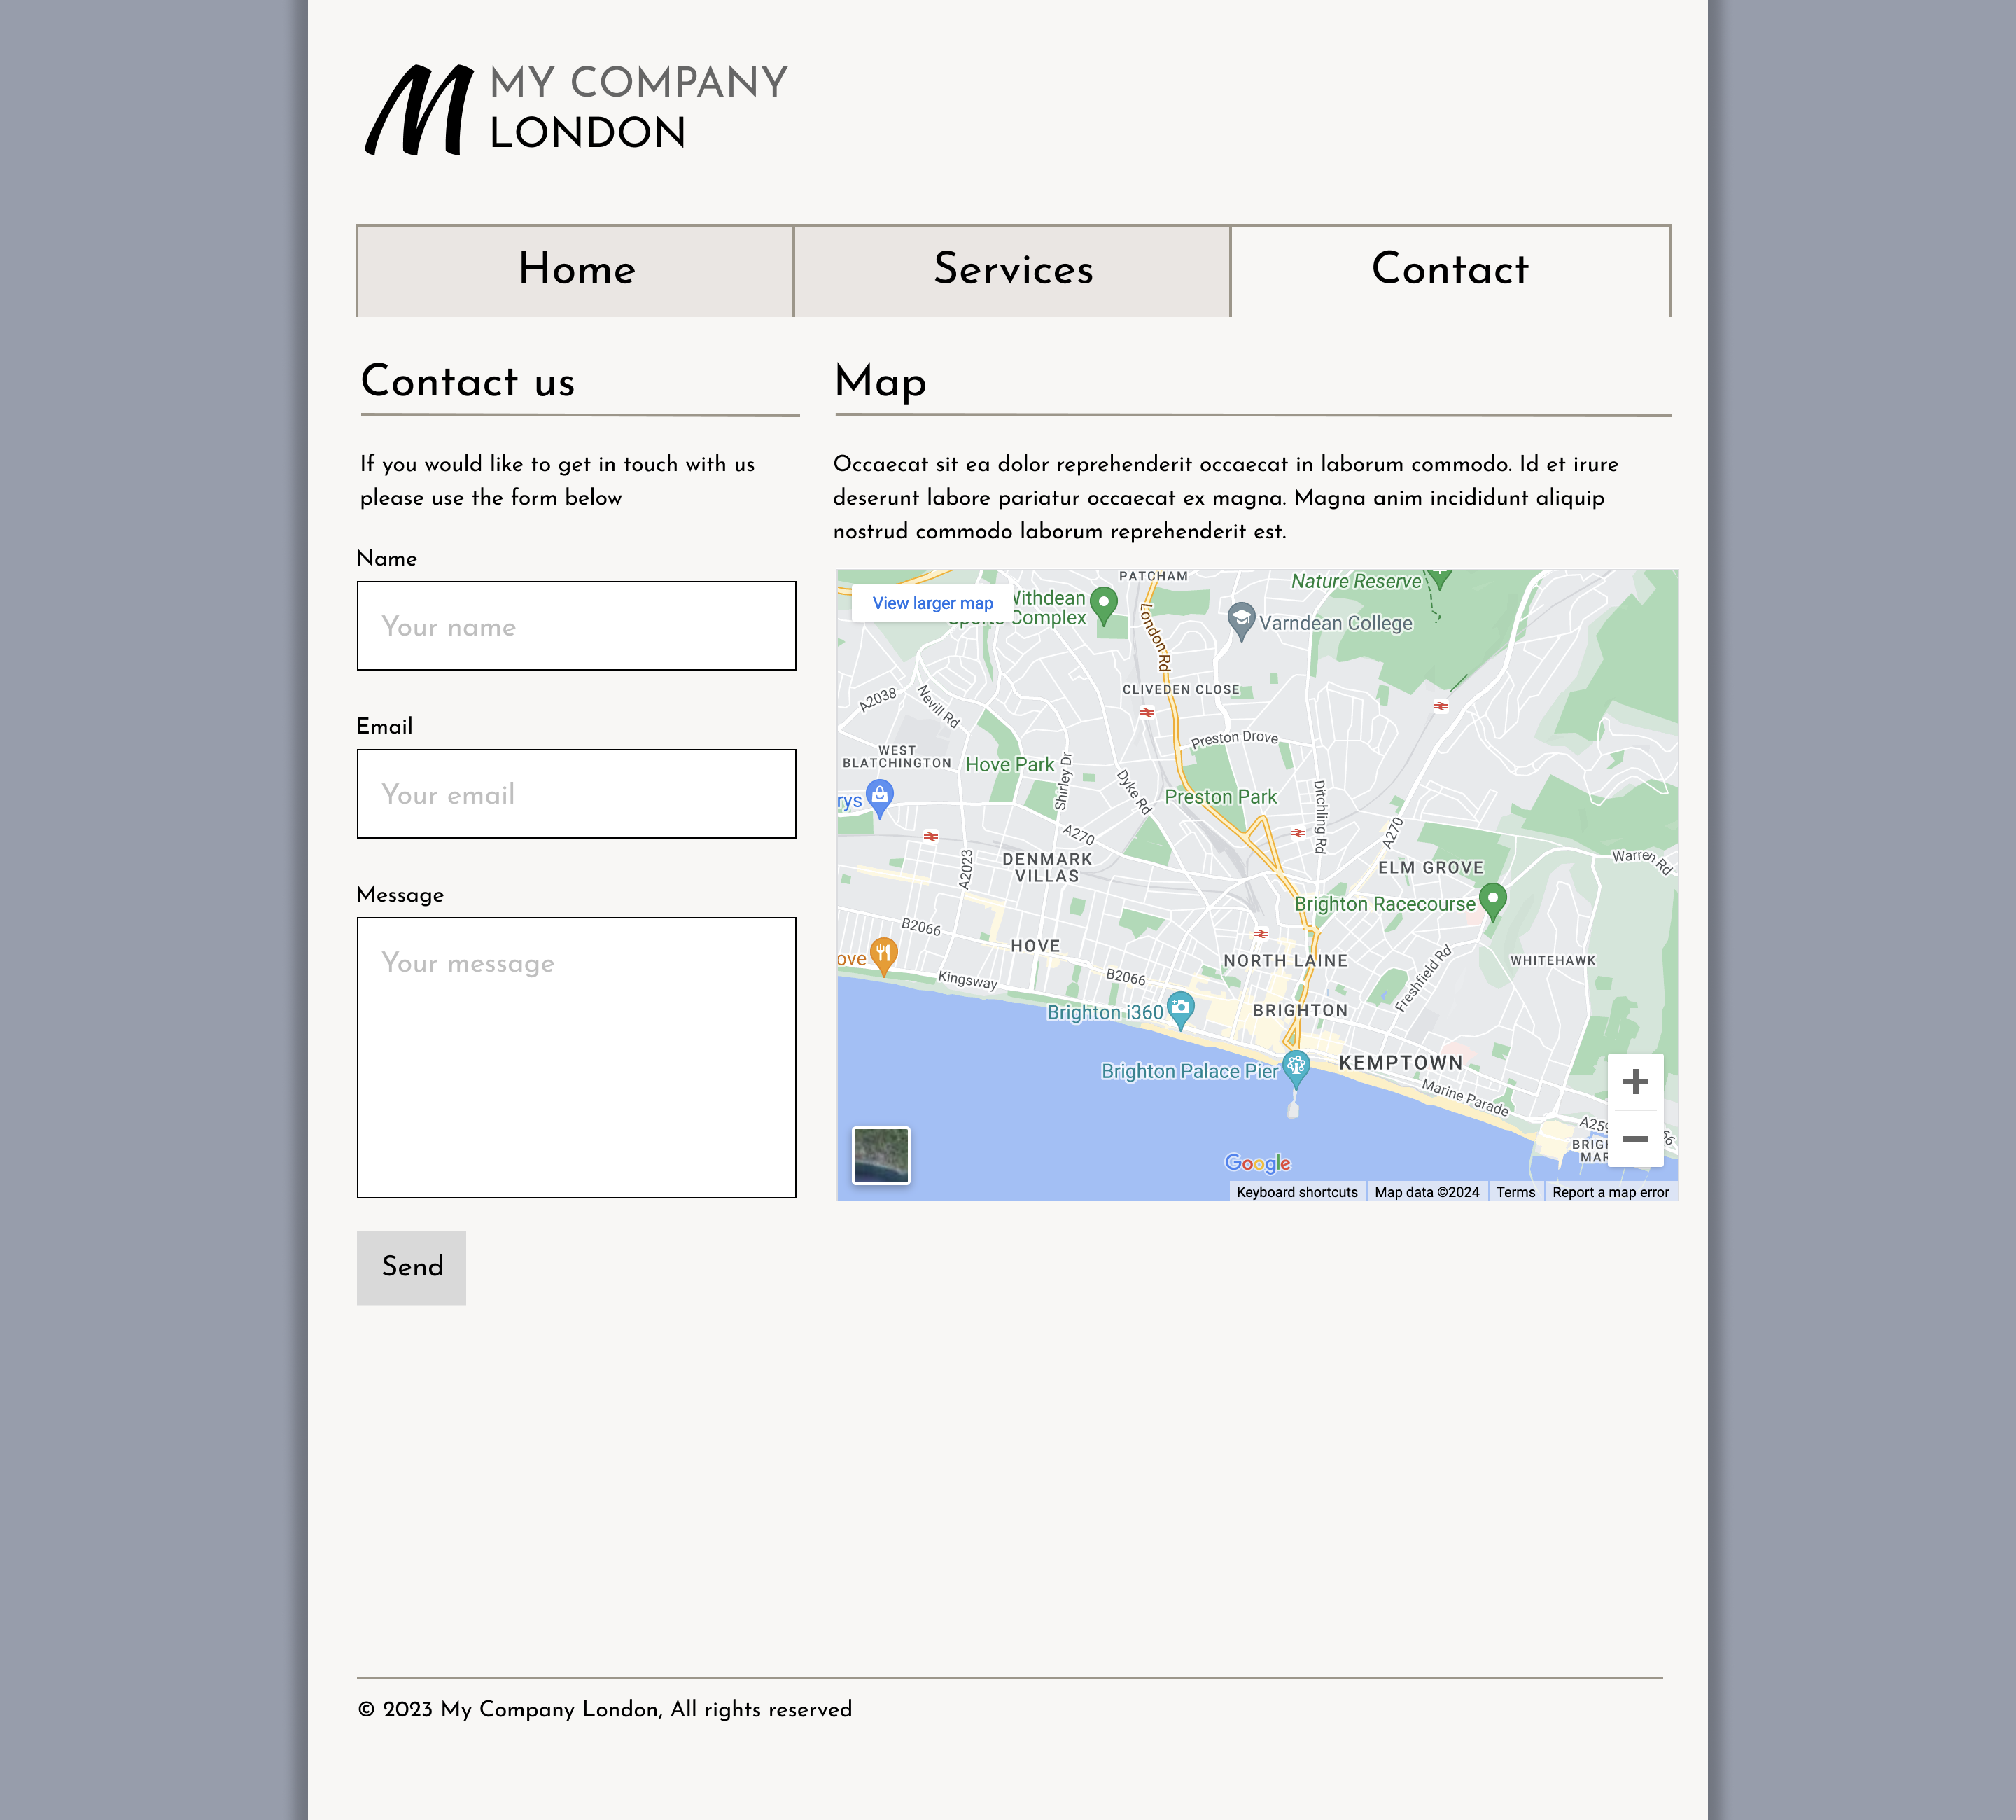 M MY COMPANY
LONDON
Home
Services
Contact
Contact us
If you would like to get in touch with us
please use the form below
Name
Your name
Email
Your email
Message
Your message
Send
Map
Occaecat sit ea dolor reprehenderit occaecat in laborum commodo. Id et irure
deserunt labore pariatur occaecat ex magna. Magna anim incididunt aliquip
nostrud commodo laborum reprehenderit est.
PATCHAM
Nature Reserve
View larger map
Withdean
Sports Complex
London Rd
Varndean College
CLIVEDEN CLOSE
A2038
Nevill Rd
Preston Drove
WEST
BLATCHINGTON
Hove Park
Shirley Dr
Dyke Rd
Preston Park
Ditchling Rd
rys
A270
A270
DENMARK
VILLAS
A2023
ELM GROVE
Warren Rd
Brighton Racecourse
B2066
HOVE
NORTH LAINE
WHITEHAWK
ove
Kingsway
B2066
Freshfield Rd
Brighton i360
BRIGHTON
KEMPTOWN
Brighton Palace Pier
Marine Parade
A259
66
BRIGH
MAR
Google
Keyboard shortcuts
Map data ©2024
Terms
Report a map error
© 2023 My Company London, All rights reserved